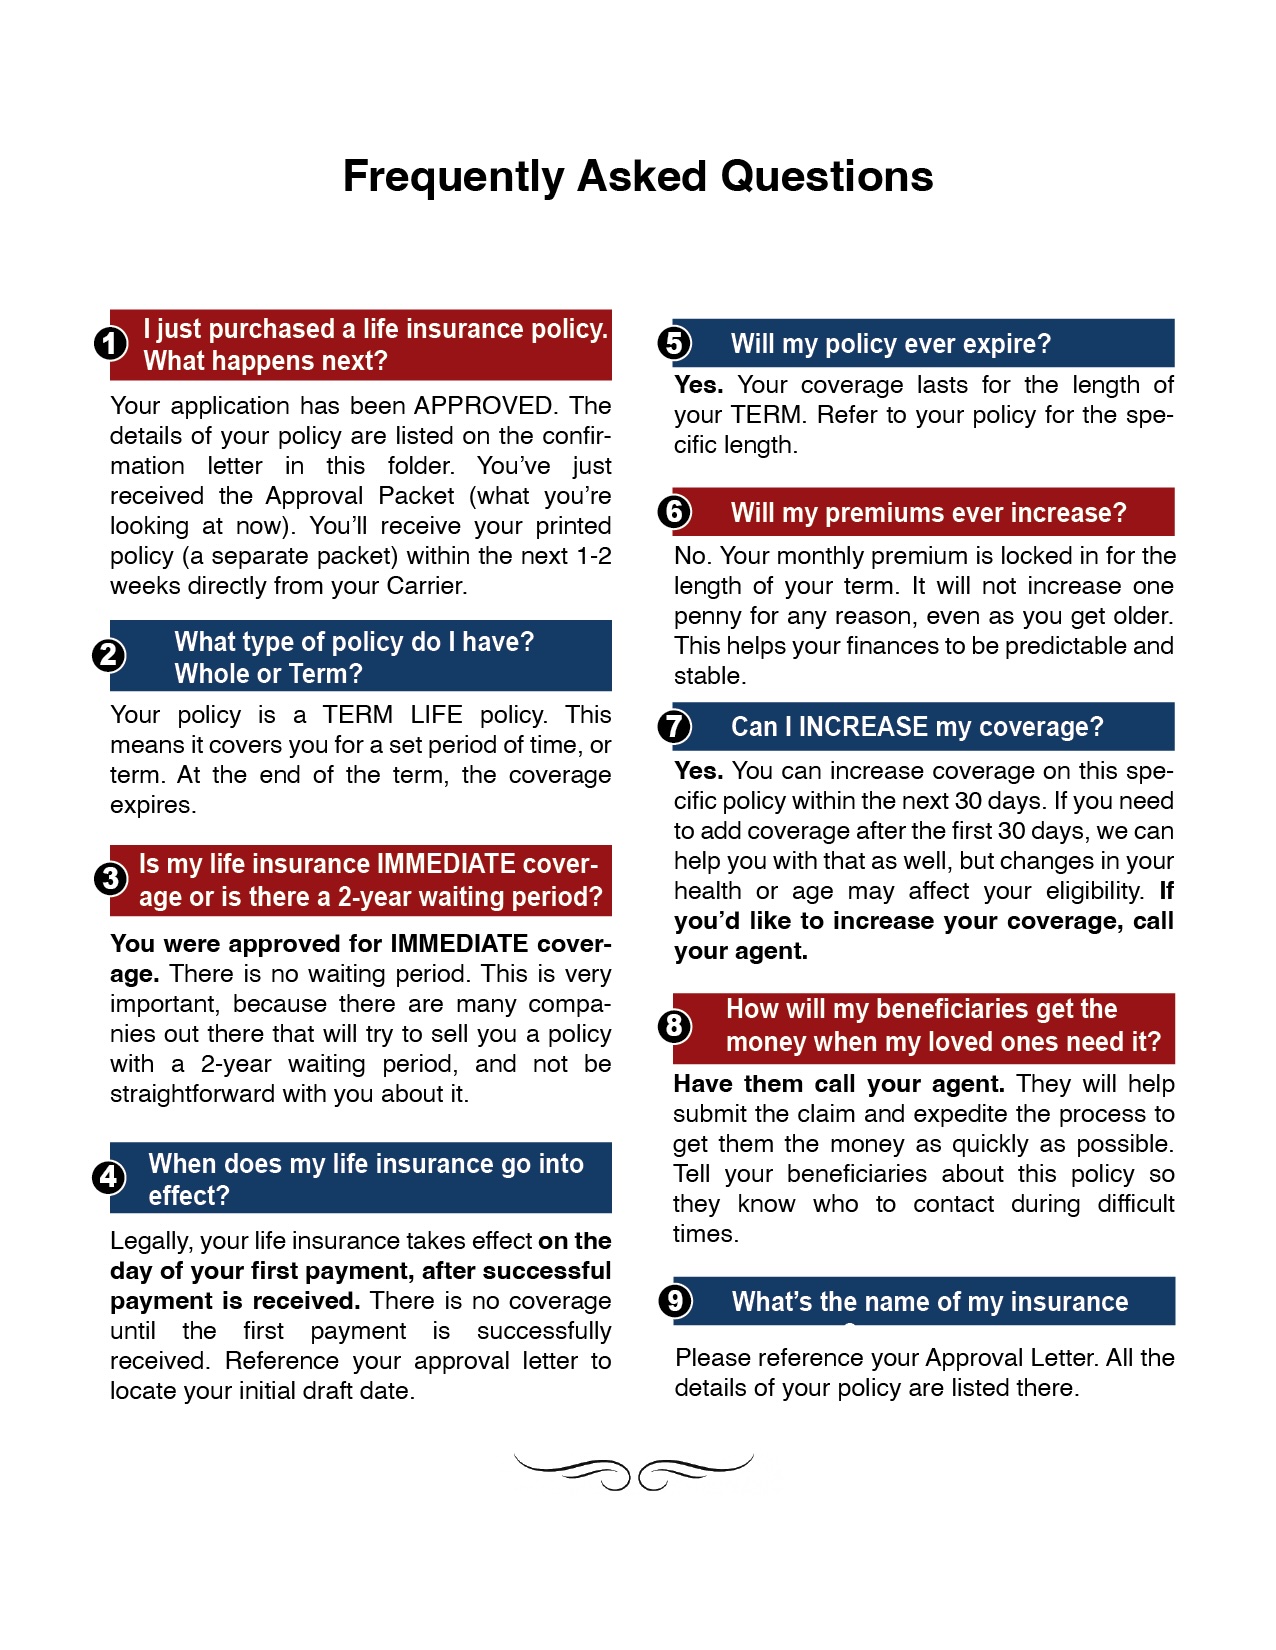 Frequently Asked Questions
1
I just purchased a life insurance policy.
What happens next?
Your application has been APPROVED. The
details of your policy are listed on the confir-
mation letter in this folder. You’ve just
received the Approval Packet (what you’re
looking at now). You’ll receive your printed
policy (a separate packet) within the next 1-2
weeks directly from your Carrier.
2
What type of policy do I have?
Whole or Term?
Your policy is a TERM LIFE policy. This
means it covers you for a set period of time, or
term. At the end of the term, the coverage
expires.
3
Is my life insurance IMMEDIATE cover-
age or is there a 2-year waiting period?
You were approved for IMMEDIATE cover-
age. There is no waiting period. This is very
important, because there are many compa-
nies out there that will try to sell you a policy
with a 2-year waiting period, and not be
straightforward with you about it.
4
When does my life insurance go into
effect?
Legally, your life insurance takes effect on the
day of your first payment, after successful
payment is received. There is no coverage
until the first payment is successfully
received. Reference your approval letter to
locate your initial draft date.
5
Will my policy ever expire?
Yes. Your coverage lasts for the length of
your TERM. Refer to your policy for the spe-
cific length.
6
Will my premiums ever increase?
No. Your monthly premium is locked in for the
length of your term. It will not increase one
penny for any reason, even as you get older.
This helps your finances to be predictable and
stable.
7
Can I INCREASE my coverage?
Yes. You can increase coverage on this spe-
cific policy within the next 30 days. If you need
to add coverage after the first 30 days, we can
help you with that as well, but changes in your
health or age may affect your eligibility. If
you’d like to increase your coverage, call
your agent.
8
How will my beneficiaries get the
money when my loved ones need it?
Have them call your agent. They will help
submit the claim and expedite the process to
get them the money as quickly as possible.
Tell your beneficiaries about this policy so
they know who to contact during difficult
times.
9
What’s the name of my insurance
Please reference your Approval Letter. All the
details of your policy are listed there.